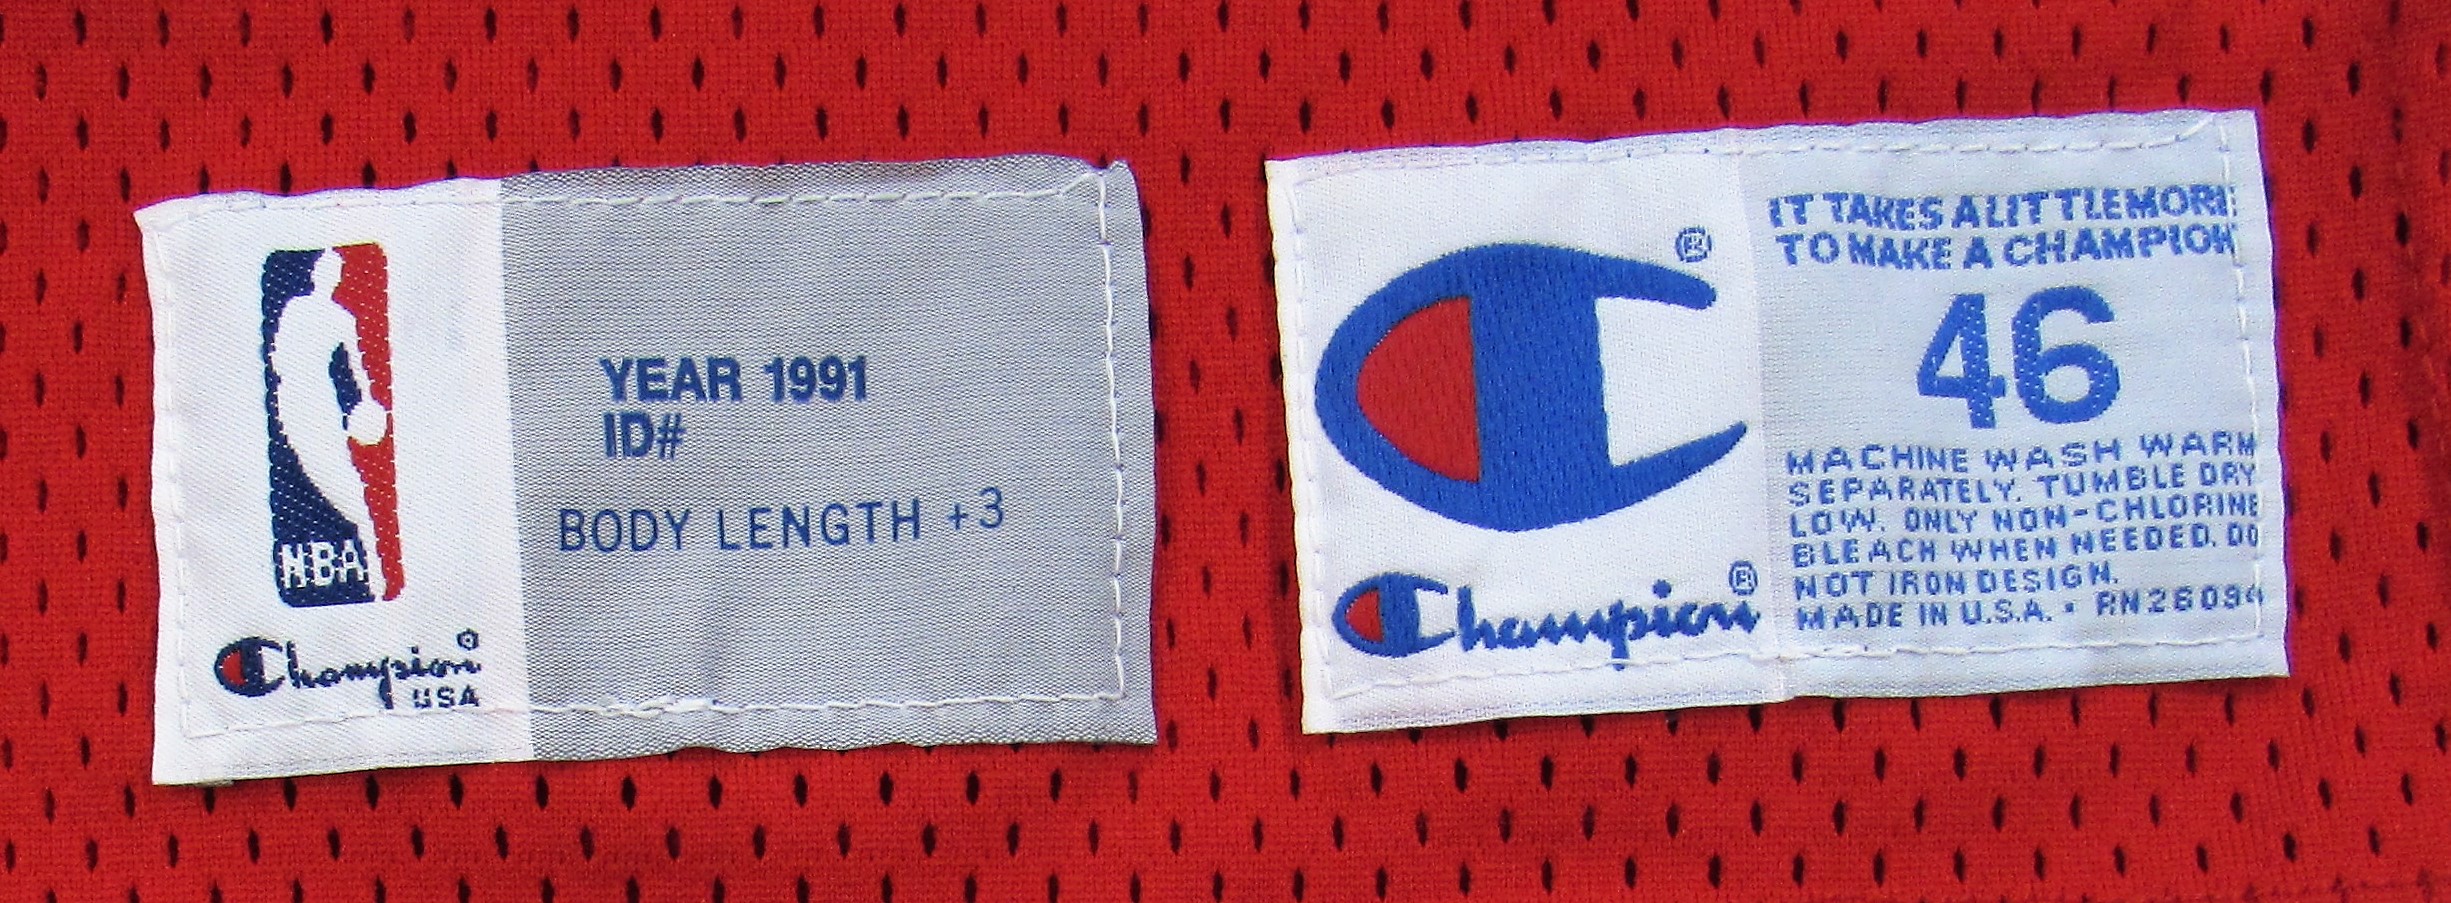 NBA
Champion
USA
YEAR 1991
ID#
BODY LENGTH +3
Champion
IT TAKES A LITTLE MORE
TO MAKE A CHAMPION
46
MACHINE WASH WARM
SEPARATELY. TUMBLE DRY
LOW. ONLY NON-CHLORINE
BLEACH WHEN NEEDED. DO
NOT IRON DESIGN.
MADE IN U.S.A. • RN26094